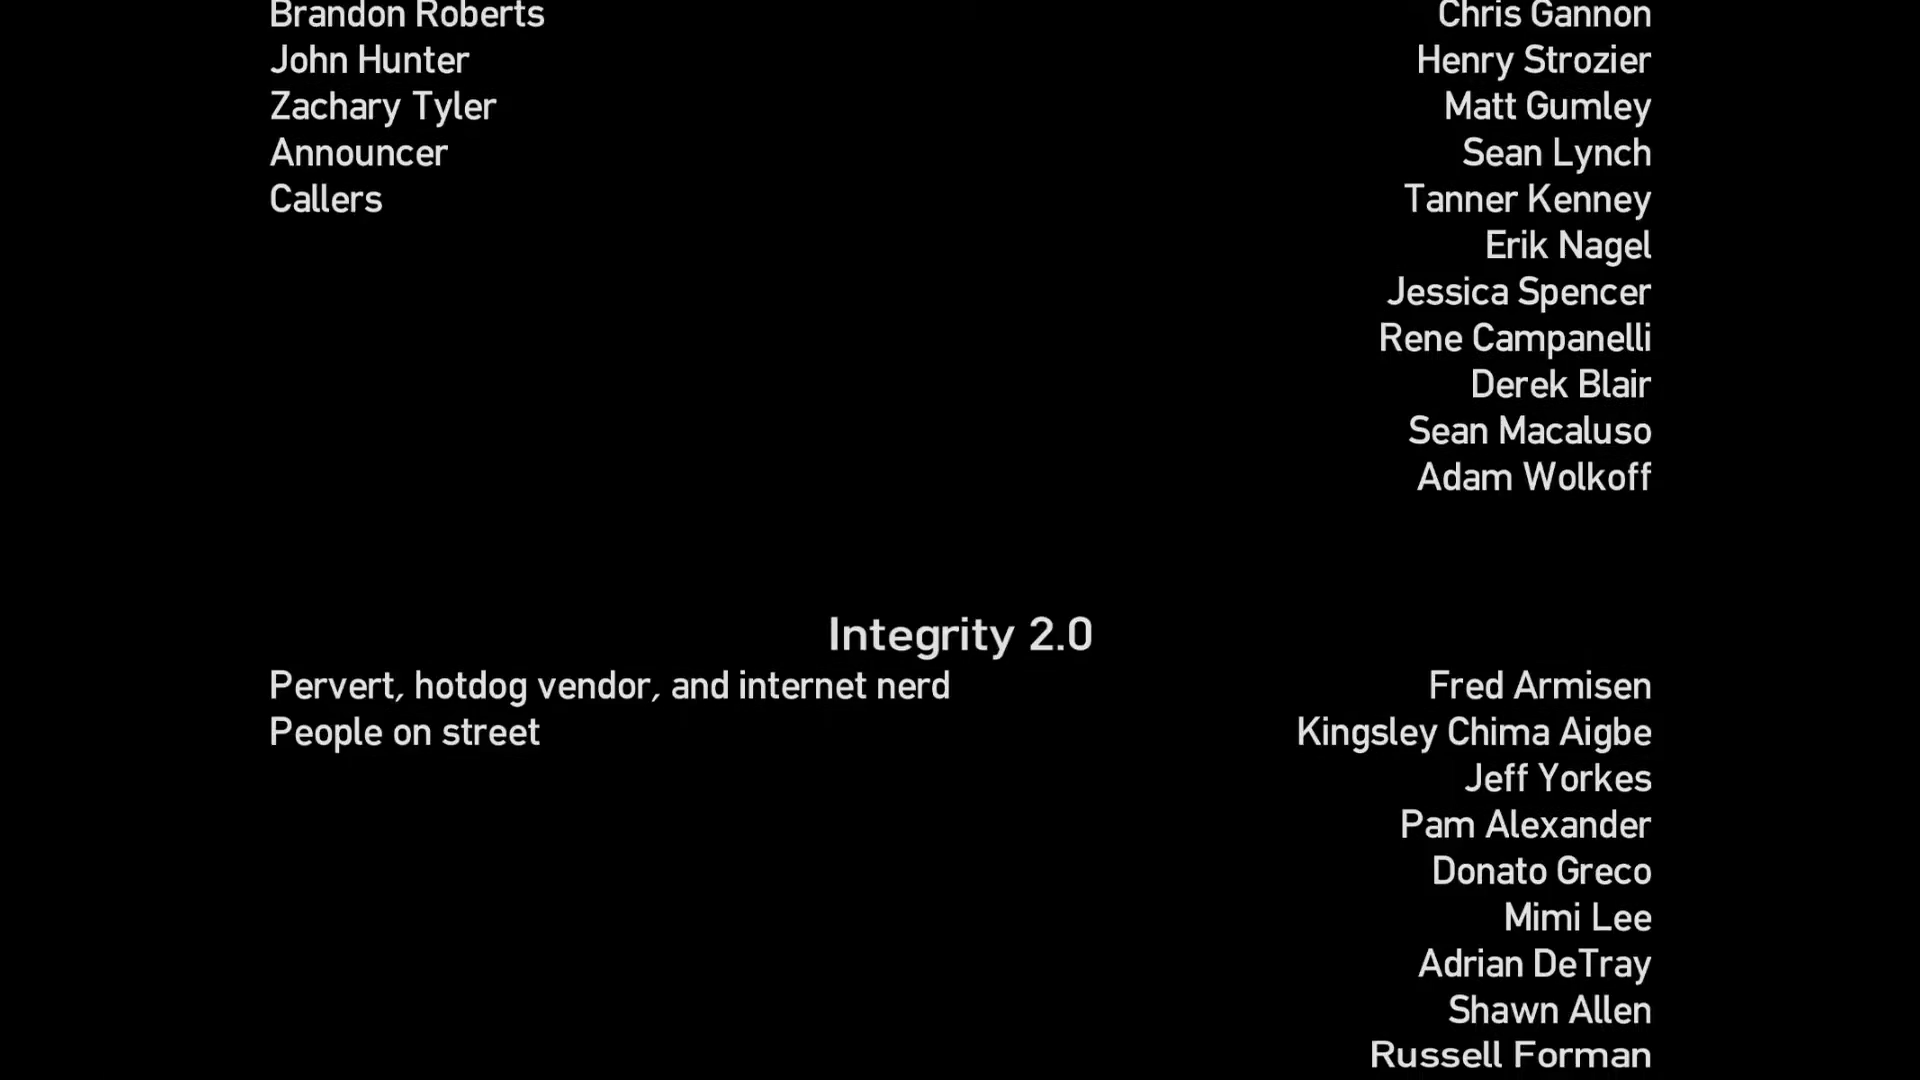 Brandon Roberts Chris Gannon
John Hunter Henry Strozier
Zachary Tyler Matt Gumley
Announcer Sean Lynch
Callers Tanner Kenney
Erik Nagel
Jessica Spencer
Rene Campanelli
Derek Blair
Sean Macaluso
Adam Wolkoff
Integrity 2.0
Pervert, hotdog vendor, and internet nerd Fred Armisen
People on street Kingsley Chima Aigbe
Jeff Yorkes
Pam Alexander
Donato Greco
Mimi Lee
Adrian DeTray
Shawn Allen
Russell Forman